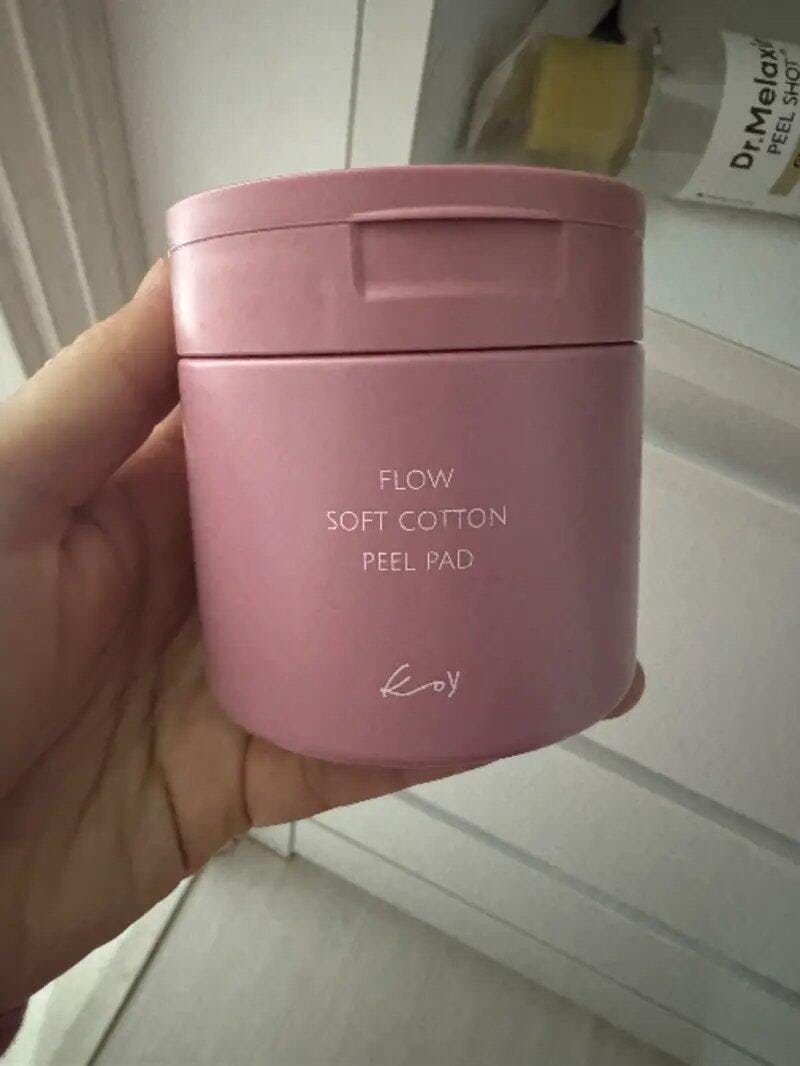 FLOW
SOFT COTTON
PEEL PAD
Koy
Dr.Melaxin
PEEL SHOT